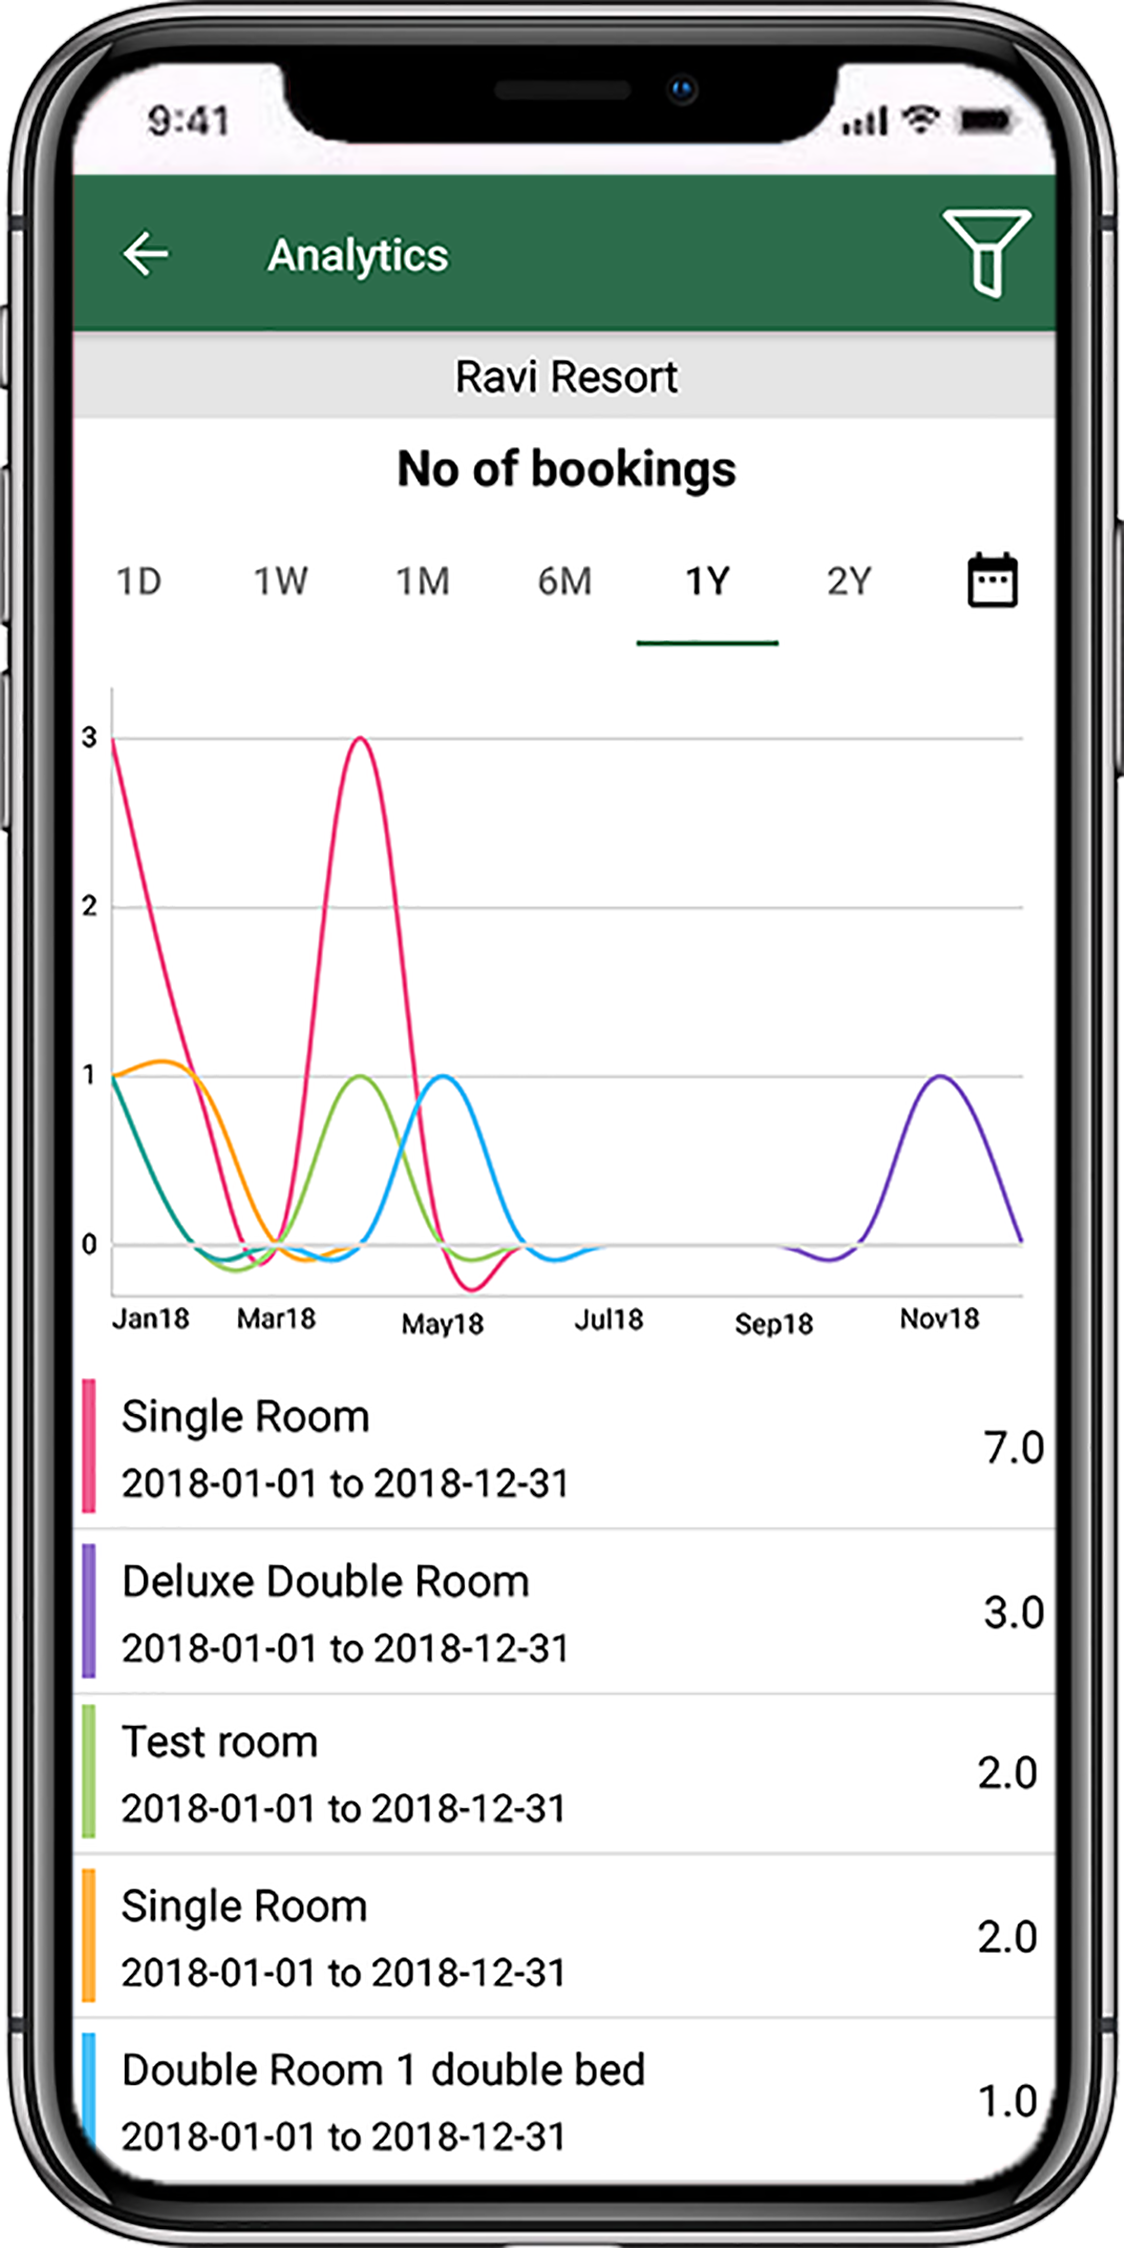 9:41
Analytics
Ravi Resort
No of bookings
1D 1W 1M 6M 1Y 2Y
3
2
1
0
Jan18 Mar18 May18 Jul18 Sep18 Nov18
Single Room
2018-01-01 to 2018-12-31
7.0
Deluxe Double Room
2018-01-01 to 2018-12-31
3.0
Test room
2018-01-01 to 2018-12-31
2.0
Single Room
2018-01-01 to 2018-12-31
2.0
Double Room 1 double bed
2018-01-01 to 2018-12-31
1.0